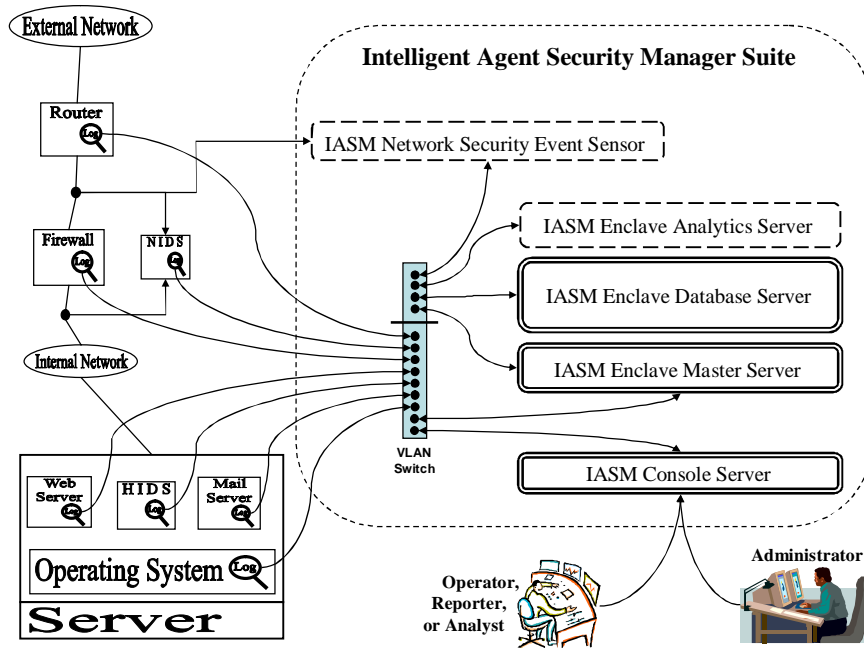 External Network
Intelligent Agent Security Manager Suite
Router
Log
IASM Network Security Event Sensor
Firewall
Log
NIDS
Log
IASM Enclave Analytics Server
IASM Enclave Database Server
Internal Network
IASM Enclave Master Server
VLAN
Switch
IASM Console Server
Web
Server
Log
HIDS
Log
Mail
Server
Log
Operating System
Log
Server
Operator,
Reporter,
or Analyst
Administrator